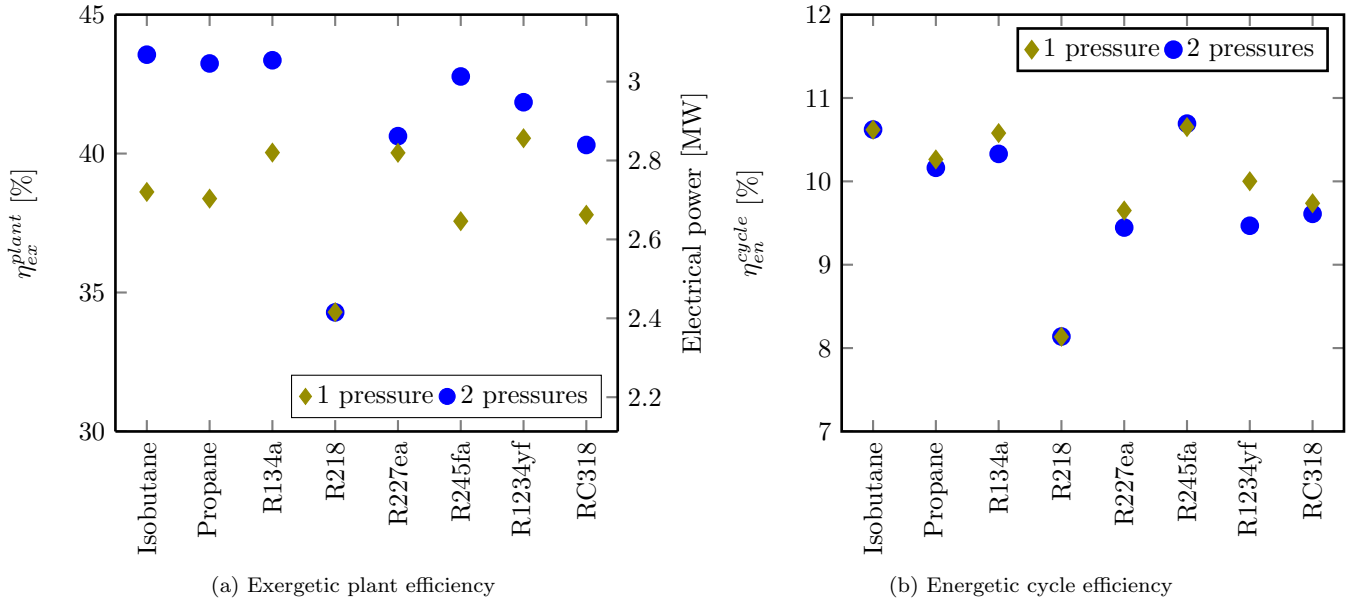 45
40
35
30
η_ex^plant [%]
3
2.8
2.6
2.4
2.2
Electrical power [MW]
1 pressure 2 pressures
Isobutane
Propane
R134a
R218
R227ea
R245fa
R1234yf
RC318
(a) Exergetic plant efficiency
12
11
10
9
8
7
η_en^cycle [%]
1 pressure 2 pressures
Isobutane
Propane
R134a
R218
R227ea
R245fa
R1234yf
RC318
(b) Energetic cycle efficiency